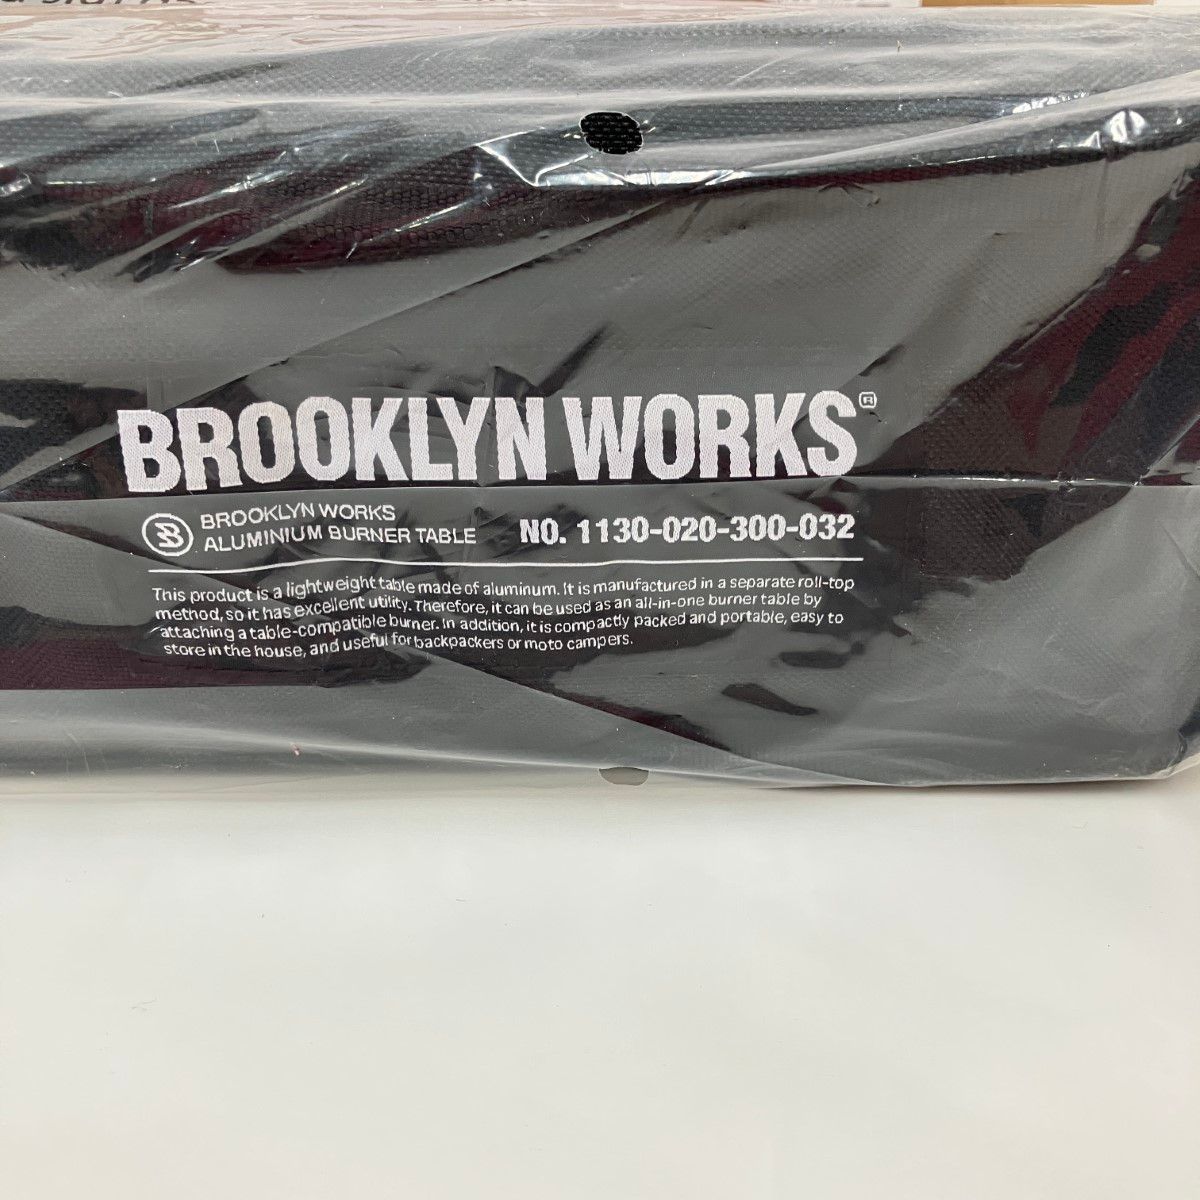 BROOKLYN WORKS®
BROOKLYN WORKS
ALUMINIUM BURNER TABLE NO. 1130-020-300-032
This product is a lightweight table made of aluminum. It is manufactured in a separate roll-top
method, so it has excellent utility. Therefore, it can be used as an all-in-one burner table by
attaching a table-compatible burner. In addition, it is compactly packed and portable, easy to
store in the house, and useful for backpackers or moto campers.